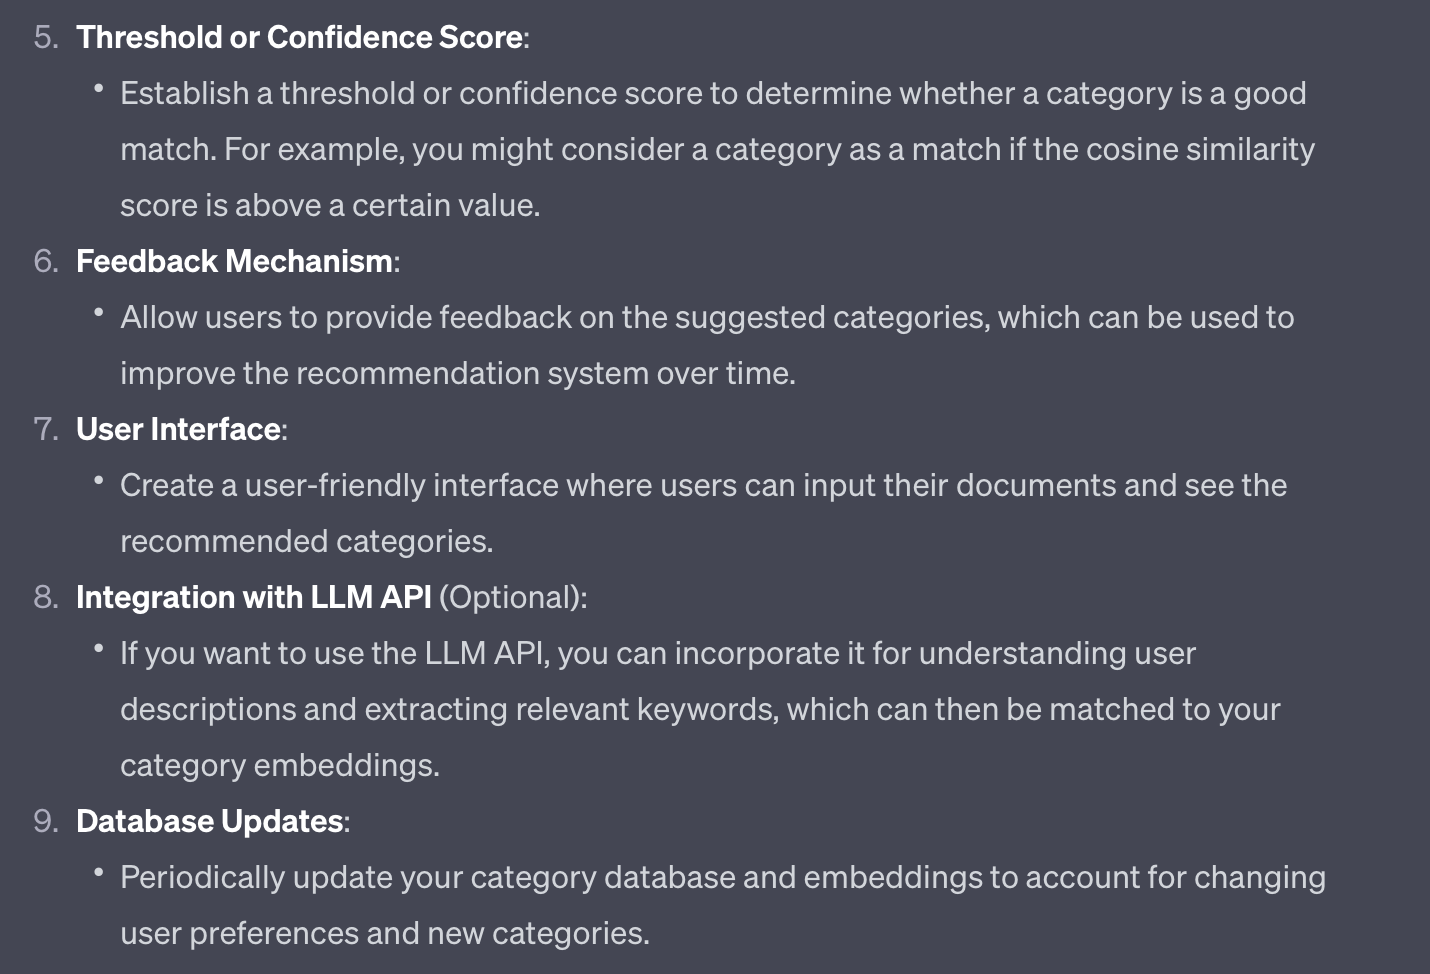 5. Threshold or Confidence Score:
• Establish a threshold or confidence score to determine whether a category is a good
match. For example, you might consider a category as a match if the cosine similarity
score is above a certain value.
6. Feedback Mechanism:
• Allow users to provide feedback on the suggested categories, which can be used to
improve the recommendation system over time.
7. User Interface:
• Create a user-friendly interface where users can input their documents and see the
recommended categories.
8. Integration with LLM API (Optional):
• If you want to use the LLM API, you can incorporate it for understanding user
descriptions and extracting relevant keywords, which can then be matched to your
category embeddings.
9. Database Updates:
• Periodically update your category database and embeddings to account for changing
user preferences and new categories.